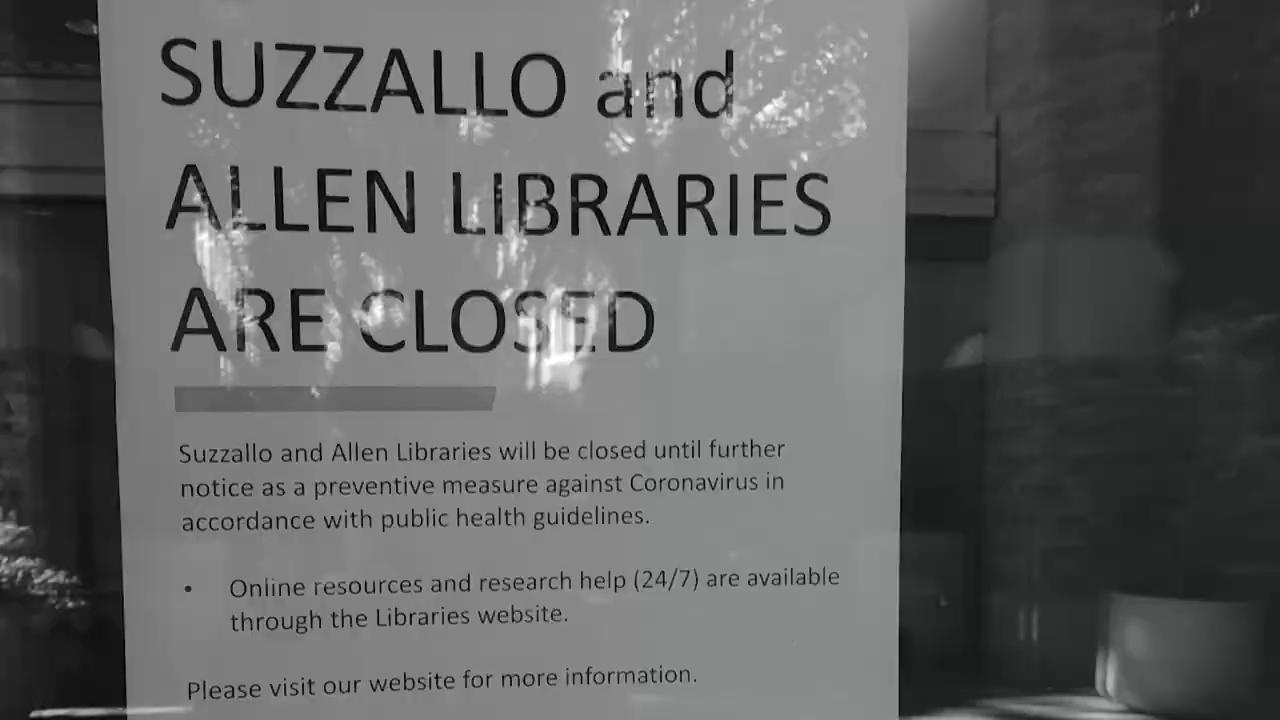 SUZZALLO and
ALLEN LIBRARIES
ARE CLOSED
Suzzallo and Allen Libraries will be closed until further
notice as a preventive measure against Coronavirus in
accordance with public health guidelines.
• Online resources and research help (24/7) are available
through the Libraries website.
Please visit our website for more information.